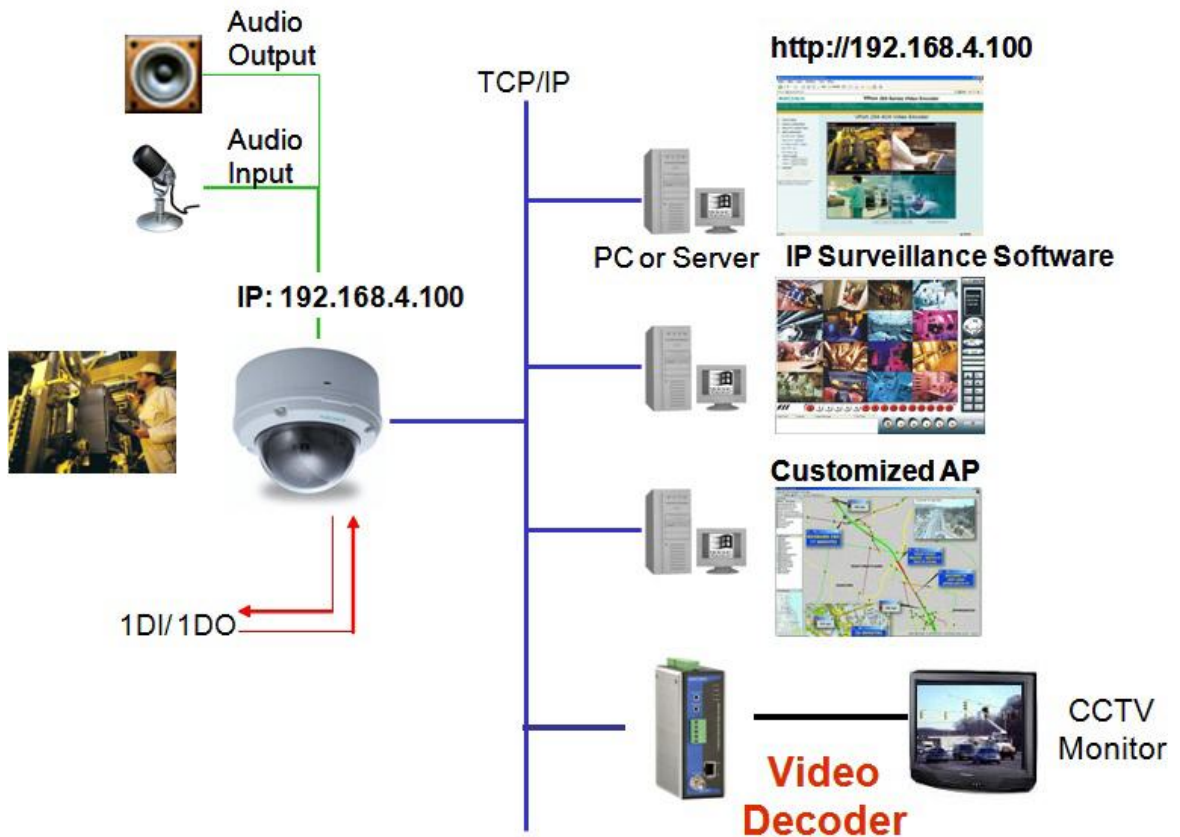 Audio
Output
http://192.168.4.100
TCP/IP
Audio
Input
PC or Server
IP Surveillance Software
IP: 192.168.4.100
Customized AP
1DI/ 1DO
CCTV
Monitor
Video
Decoder